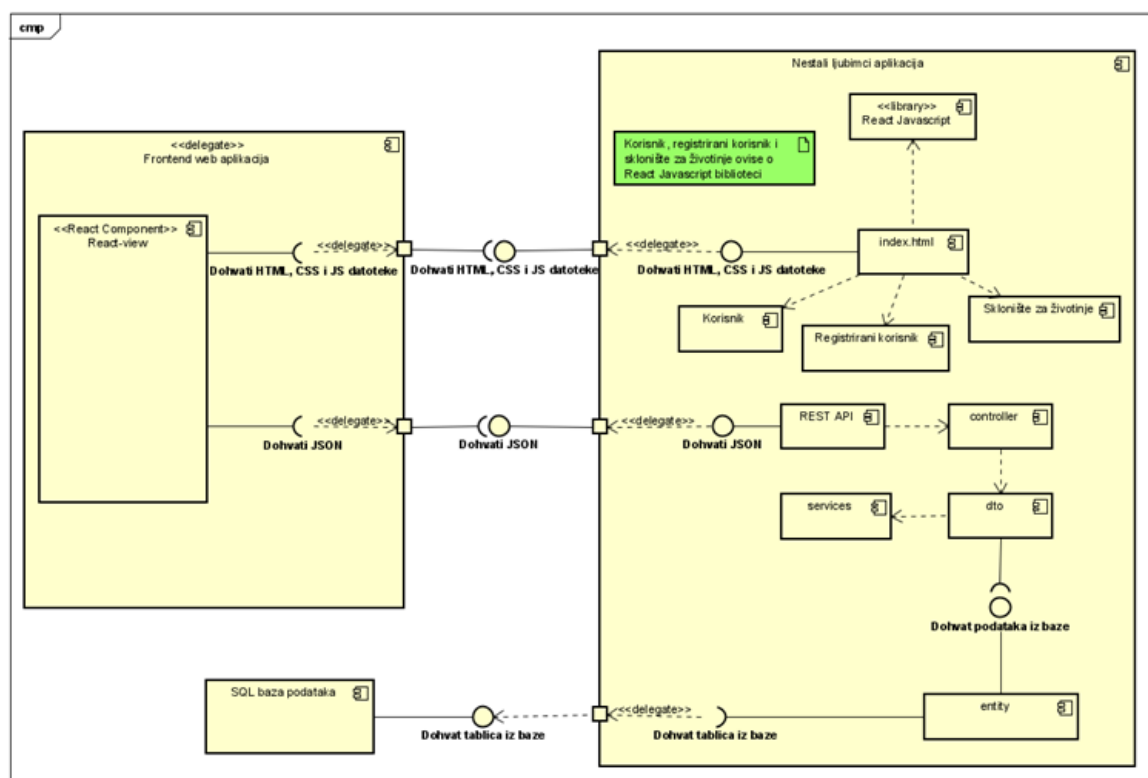 cmp
Nestali ljubimci aplikacija
<<library>>
React Javascript
<<delegate>>
Frontend web aplikacija
Korisnik, registrirani korisnik i
sklonište za životinje ovise o
React Javascript biblioteci
<<React Component>>
React-view
<<delegate>>
<<delegate>>
index.html
Dohvati HTML, CSS i JS datoteke
Dohvati HTML, CSS i JS datoteke
Dohvati HTML, CSS i JS datoteke
Korisnik
Registrirani korisnik
Sklonište za životinje
<<delegate>>
<<delegate>>
REST API
controller
Dohvati JSON
Dohvati JSON
Dohvati JSON
services
dto
Dohvat podataka iz baze
SQL baza podataka
<<delegate>>
entity
Dohvat tablica iz baze
Dohvat tablica iz baze